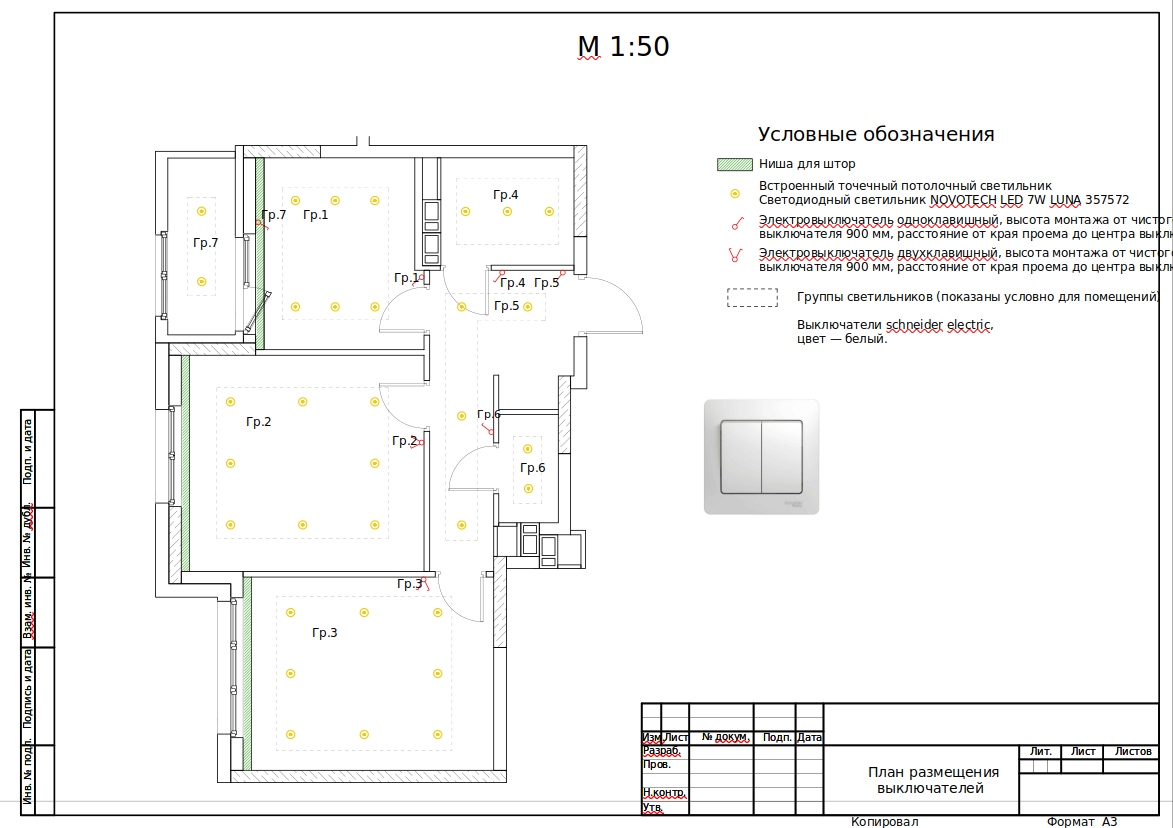 М 1:50
Условные обозначения
Ниша для штор
Встроенный точечный потолочный светильник
Светодиодный светильник NOVOTECH LED 7W LUNA 357572
Электровыключатель одноклавишный, высота монтажа от чистог
выключателя 900 мм, расстояние от края проема до центра выкл
Электровыключатель двухклавишный, высота монтажа от чистог
выключателя 900 мм, расстояние от края проема до центра выкл
Группы светильников (показаны условно для помещений)
Выключатели schneider electric,
цвет — белый.
Гр.4
Гр.7 Гр.1
Гр.7
Гр.1
Гр.4 Гр.5
Гр.5
Гр.6
Гр.2
Гр.2
Гр.6
Гр.3
Гр.3
Подп. и дата
Инв. № дубл.
Взам. инв. №
Подпись и дата
Инв. № подл.
Изм. Лист № докум. Подп. Дата
Разраб.
Пров.
Н.контр.
Утв.
План размещения
выключателей
Лит. Лист Листов
Копировал Формат А3